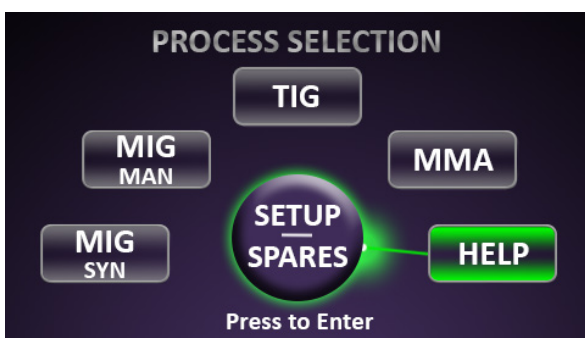 PROCESS SELECTION
TIG
MIG
MAN
MMA
MIG
SYN
SETUP
SPARES
HELP
Press to Enter